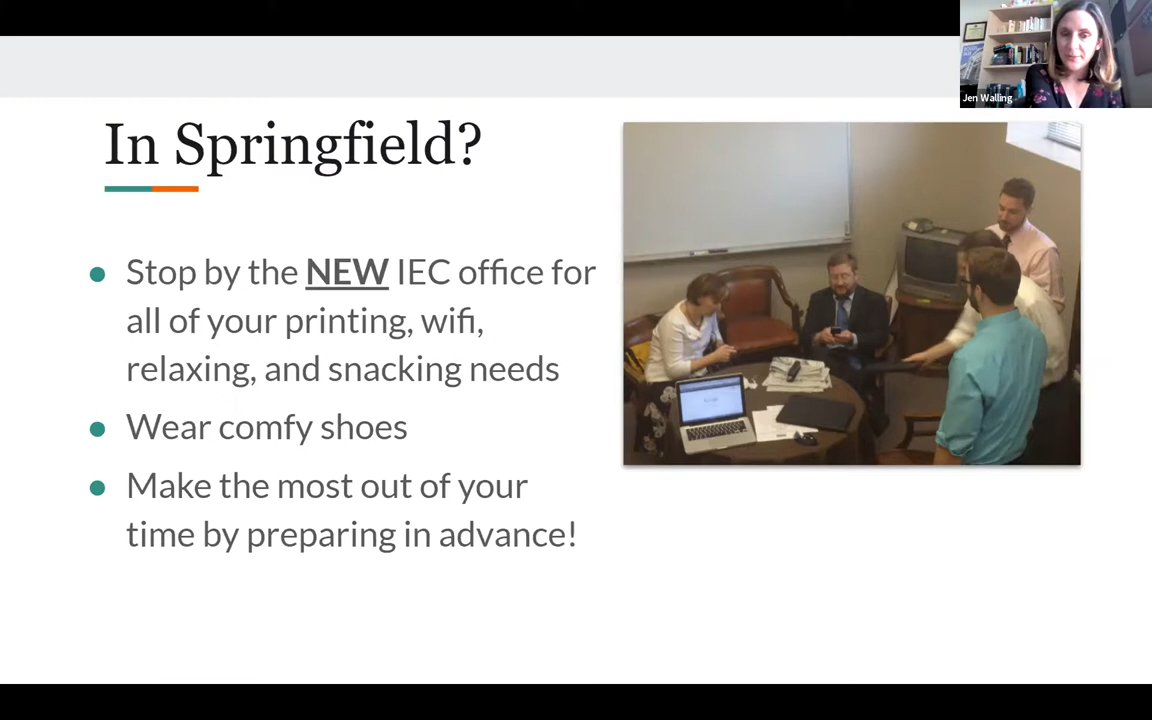 Jen Walling
In Springfield?
Stop by the NEW IEC office for
all of your printing, wifi,
relaxing, and snacking needs
Wear comfy shoes
Make the most out of your
time by preparing in advance!